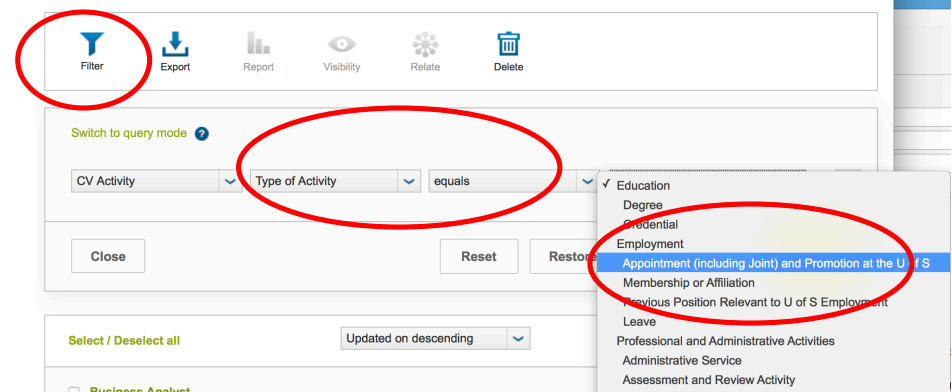 Filter Export Report Visibility Relate Delete
Switch to query mode ?
CV Activity Type of Activity equals
✓ Education
Degree
Credential
Employment
Close Reset Restore
Appointment (including Joint) and Promotion at the U of S
Membership or Affiliation
Previous Position Relevant to U of S Employment
Leave
Select / Deselect all Updated on descending
Professional and Administrative Activities
Administrative Service
Assessment and Review Activity
Business Analyst